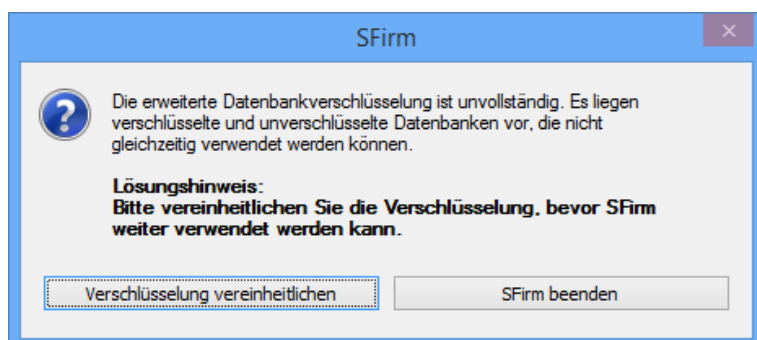 SFirm
Die erweiterte Datenbankverschlüsselung ist unvollständig. Es liegen
verschlüsselte und unverschlüsselte Datenbanken vor, die nicht
gleichzeitig verwendet werden können.
Lösungshinweis:
Bitte vereinheitlichen Sie die Verschlüsselung, bevor SFirm
weiter verwendet werden kann.
Verschlüsselung vereinheitlichen
SFirm beenden